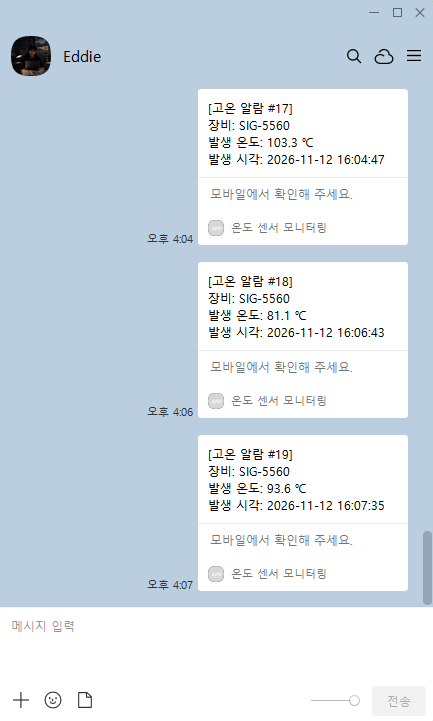 Eddie
[고온 알람 #17]
장비: SIG-5560
발생 온도: 103.3 ℃
발생 시각: 2026-11-12 16:04:47
모바일에서 확인해 주세요.
APP 온도 센서 모니터링
오후 4:04
[고온 알람 #18]
장비: SIG-5560
발생 온도: 81.1 ℃
발생 시각: 2026-11-12 16:06:43
모바일에서 확인해 주세요.
APP 온도 센서 모니터링
오후 4:06
[고온 알람 #19]
장비: SIG-5560
발생 온도: 93.6 ℃
발생 시각: 2026-11-12 16:07:35
모바일에서 확인해 주세요.
APP 온도 센서 모니터링
오후 4:07
메시지 입력
전송